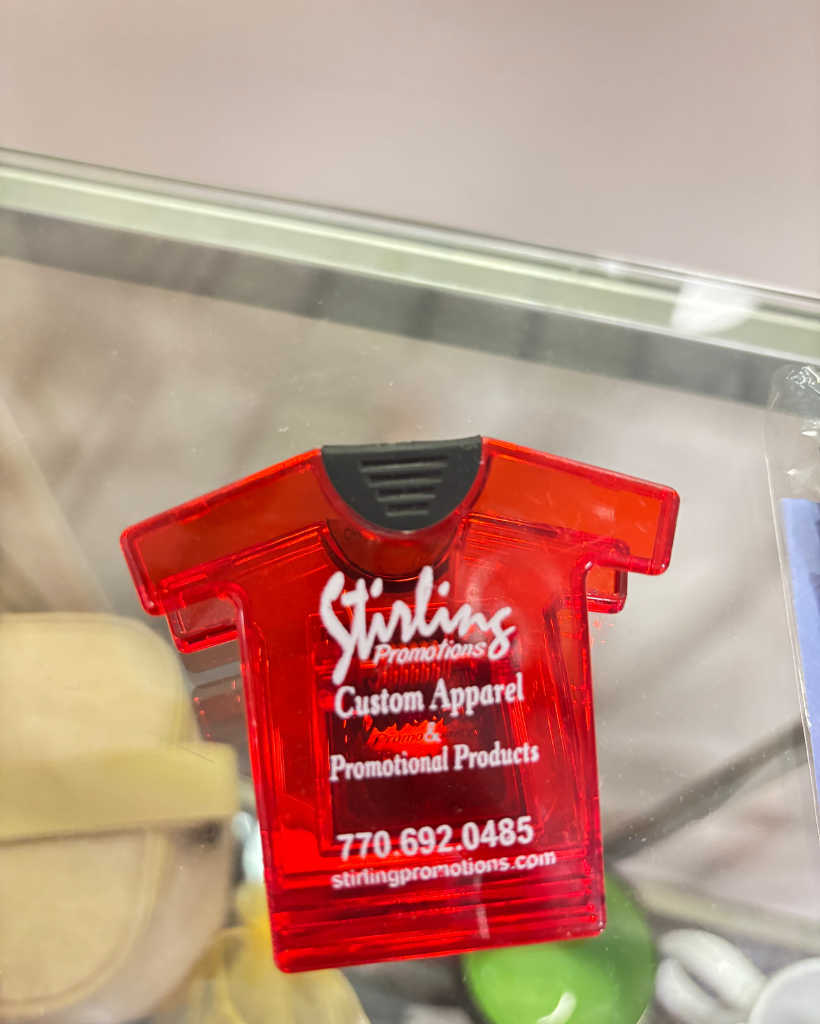 Stirling
Promotions
Custom Apparel
&
Promotional Products
770.692.0485
stirlingpromotions.com